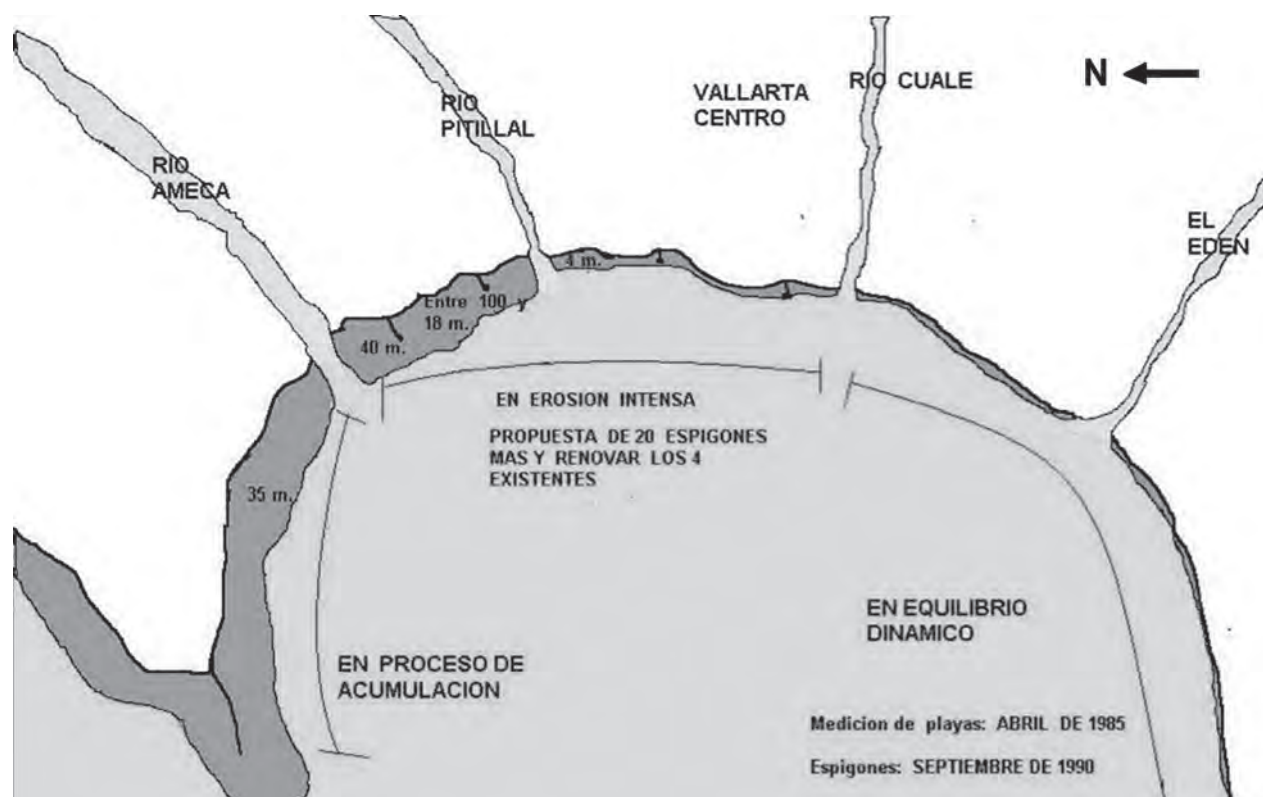 N
RIO
PITILLAL
VALLARTA
CENTRO
RIO CUALE
RIO
AMECA
EL
EDEN
4 m.
Entre 100 y
18 m.
40 m.
EN EROSION INTENSA
PROPUESTA DE 20 ESPIGONES
MAS Y RENOVAR LOS 4
EXISTENTES
35 m.
EN EQUILIBRIO
DINAMICO
EN PROCESO DE
ACUMULACION
Medicion de playas: ABRIL DE 1985
Espigones: SEPTIEMBRE DE 1990